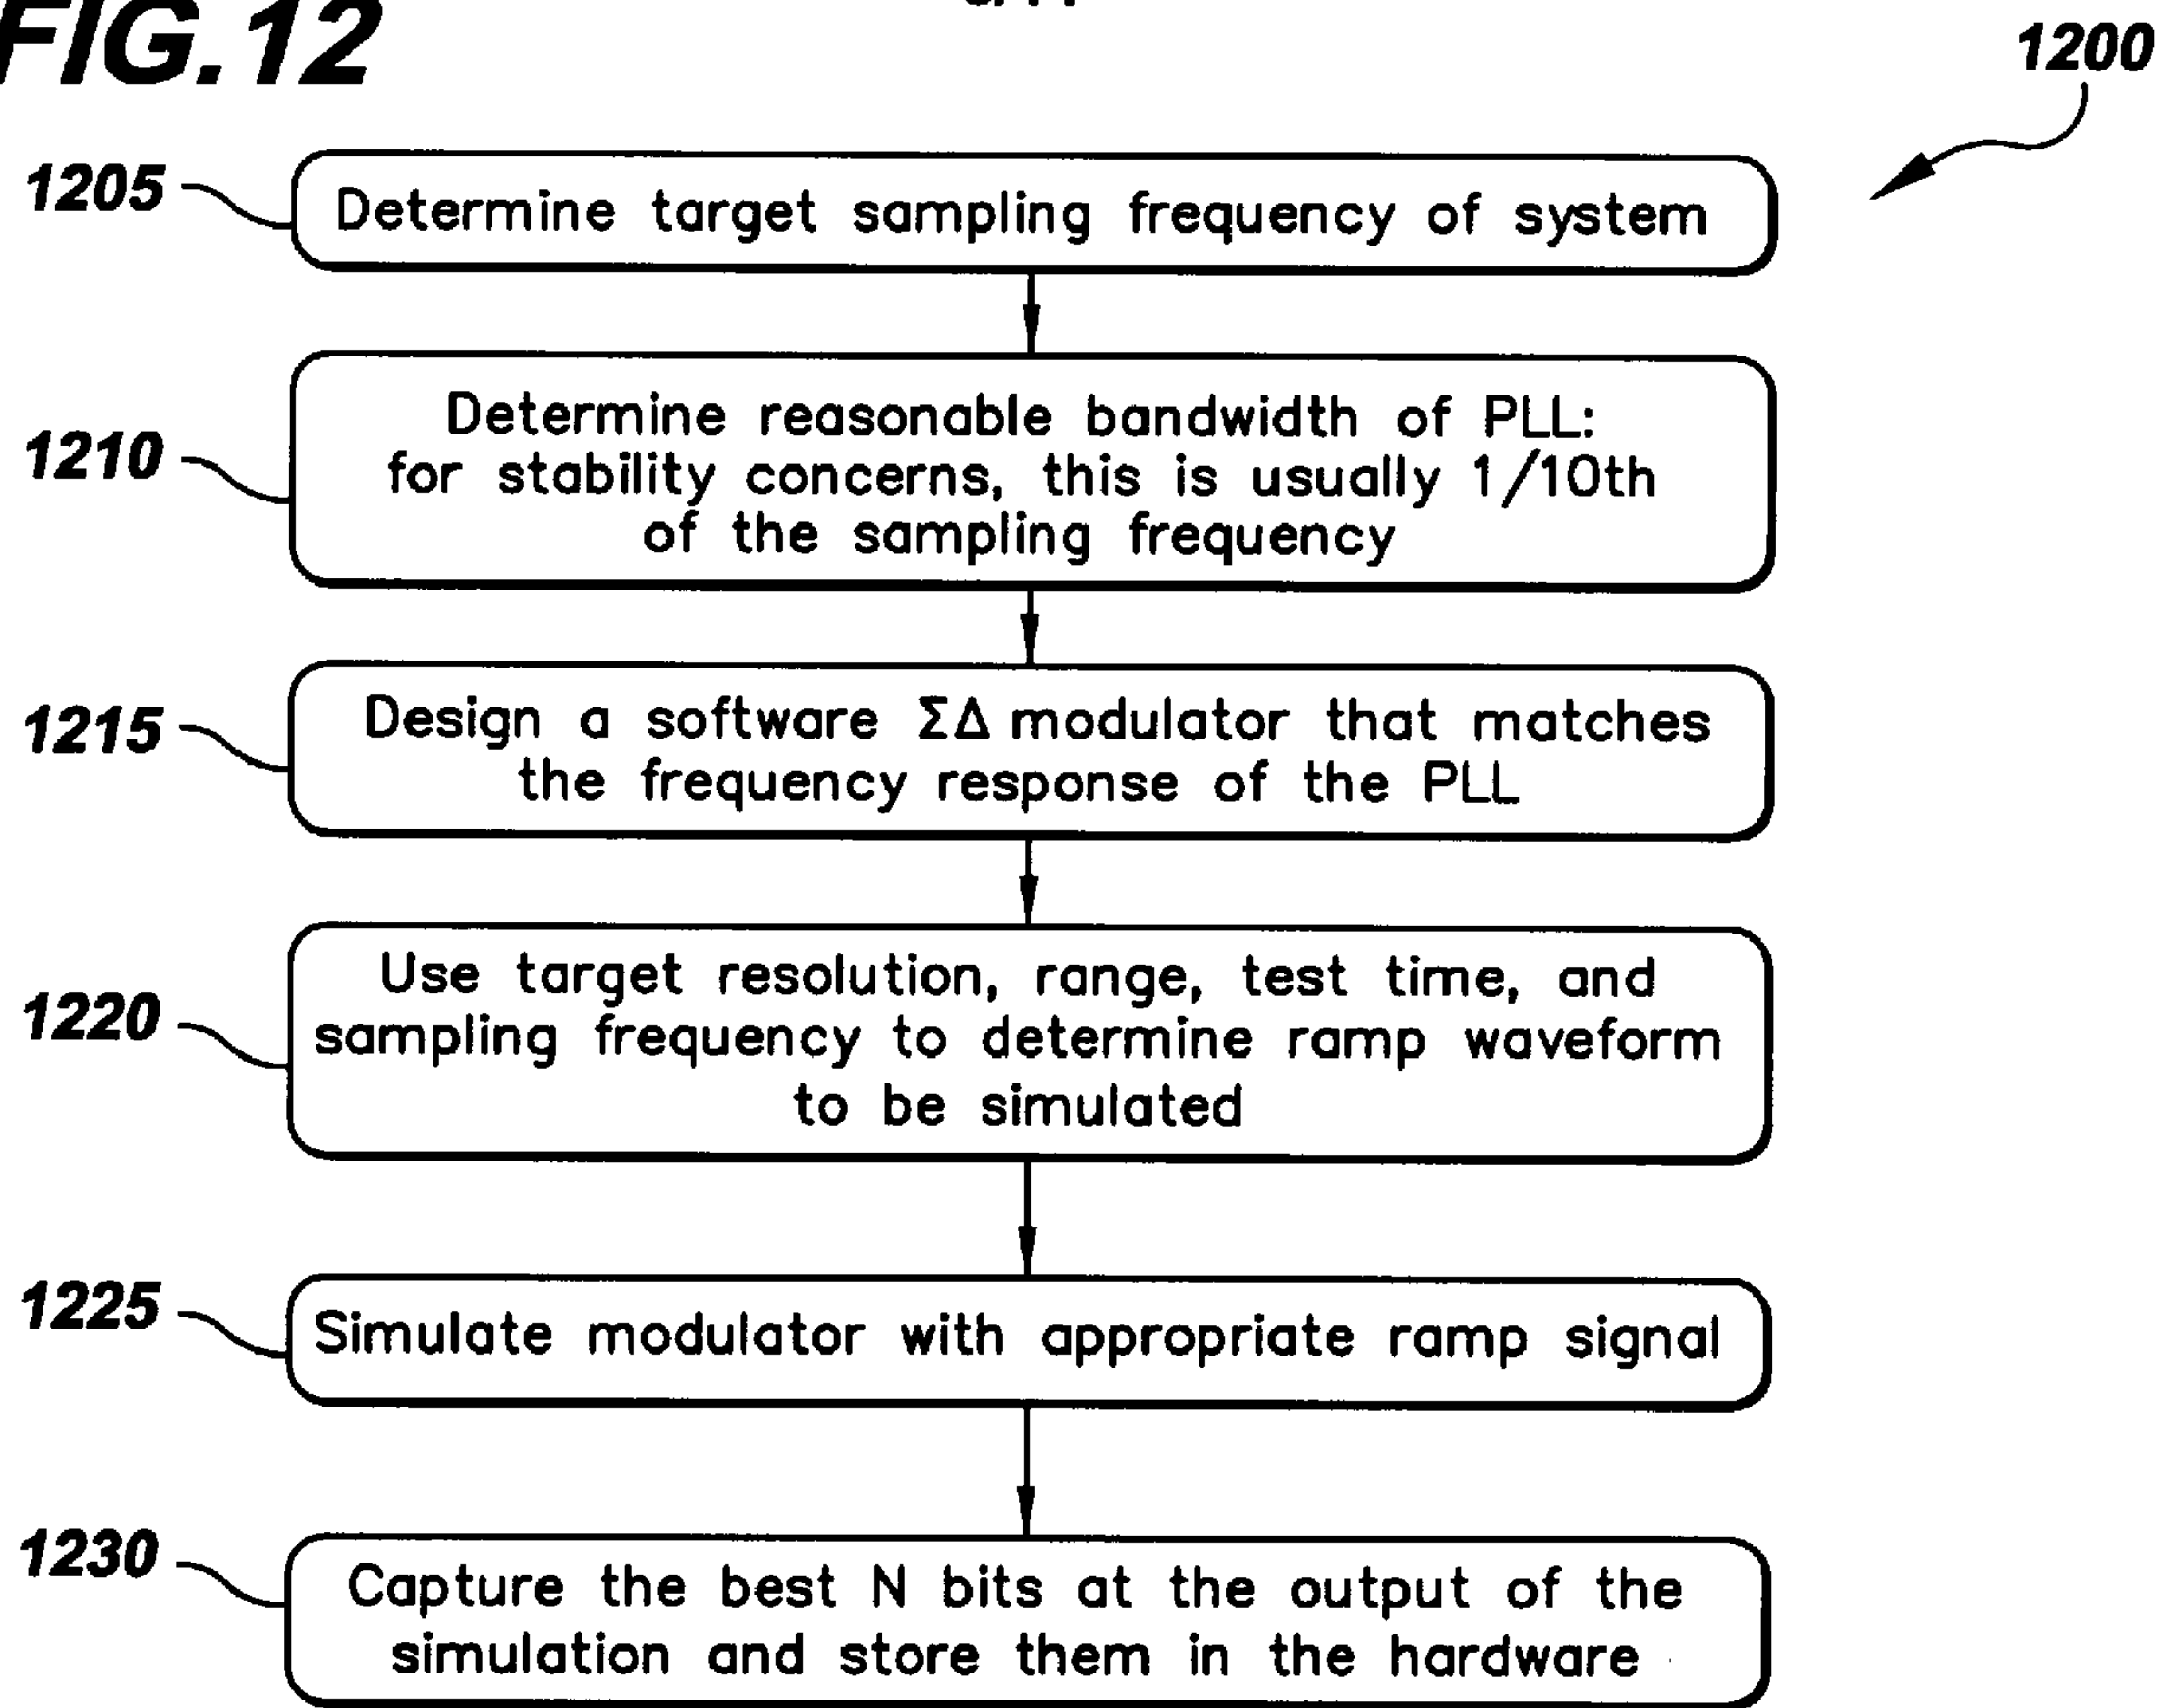 FIG.12
1200
1205
Determine target sampling frequency of system
1210
Determine reasonable bandwidth of PLL:
for stability concerns, this is usually 1/10th
of the sampling frequency
1215
Design a software ΣΔ modulator that matches
the frequency response of the PLL
1220
Use target resolution, range, test time, and
sampling frequency to determine ramp waveform
to be simulated
1225
Simulate modulator with appropriate ramp signal
1230
Capture the best N bits at the output of the
simulation and store them in the hardware